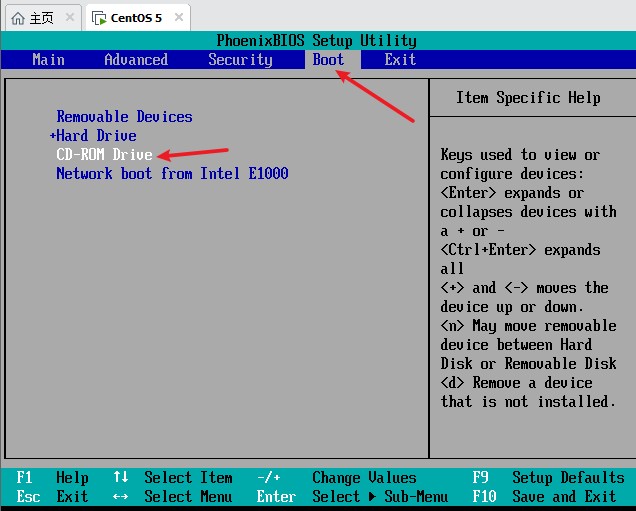 主页 × CentOS 5 ×
PhoenixBIOS Setup Utility
Main Advanced Security Boot Exit
Item Specific Help
Removable Devices
+Hard Drive
CD-ROM Drive
Network boot from Intel E1000
Keys used to view or
configure devices:
<Enter> expands or
collapses devices with
a + or -
<Ctrl+Enter> expands
all
<+> and <-> moves the
device up or down.
<n> May move removable
device between Hard
Disk or Removable Disk
<d> Remove a device
that is not installed.
F1 Help ↑↓ Select Item -/+ Change Values F9 Setup Defaults
Esc Exit ↔ Select Menu Enter Select ▶ Sub-Menu F10 Save and Exit